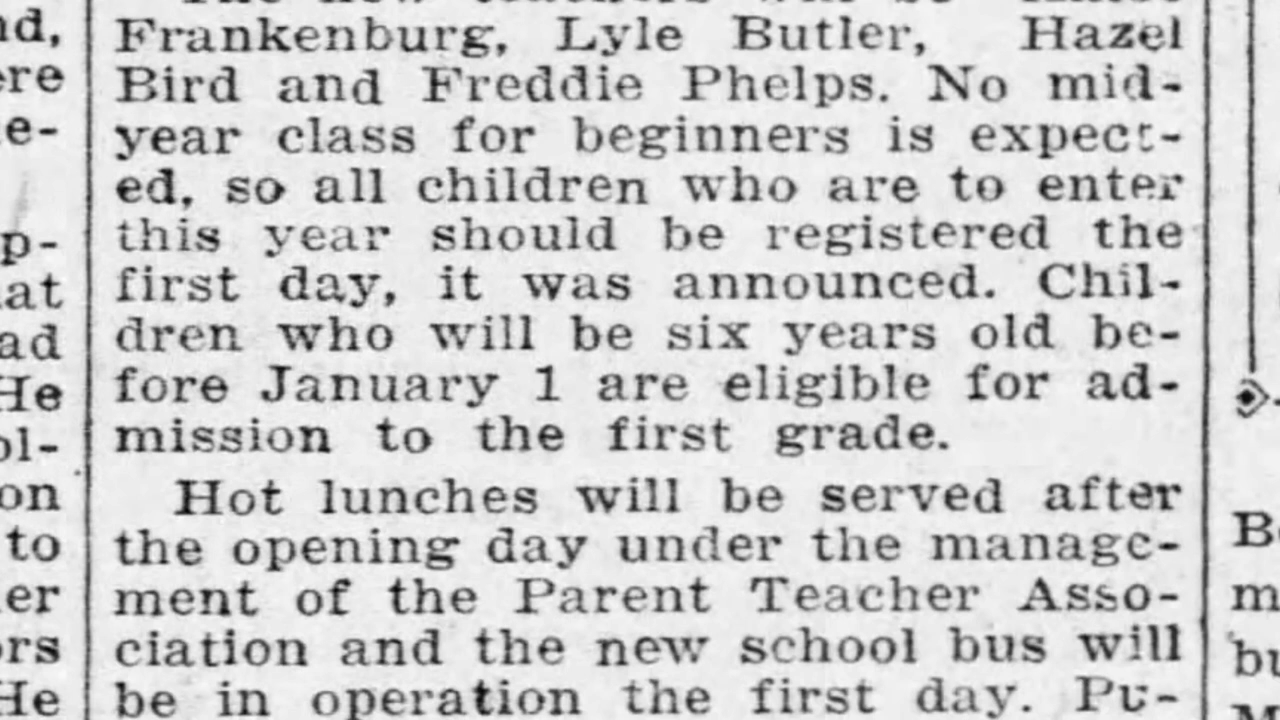 Frankenburg, Lyle Butler, Hazel
Bird and Freddie Phelps. No mid-
year class for beginners is expect-
ed, so all children who are to enter
this year should be registered the
first day, it was announced. Chil-
dren who will be six years old be-
fore January 1 are eligible for ad-
mission to the first grade.
Hot lunches will be served after
the opening day under the manage-
ment of the Parent Teacher Asso-
ciation and the new school bus will
be in operation the first day. Pu-